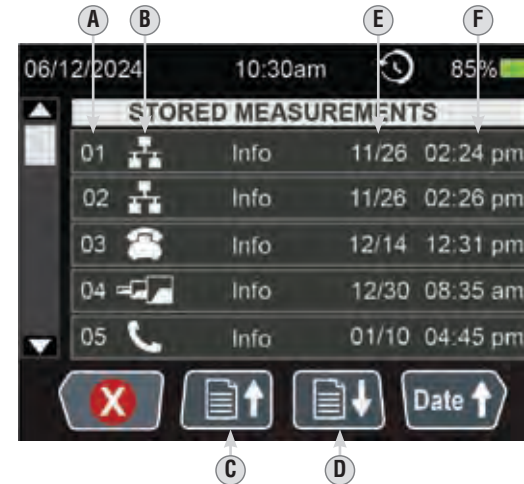 A B E F
06/12/2024 10:30am 85%
STORED MEASUREMENTS
01 Info 11/26 02:24 pm
02 Info 11/26 02:26 pm
03 Info 12/14 12:31 pm
04 Info 12/30 08:35 am
05 Info 01/10 04:45 pm
X Date
C D